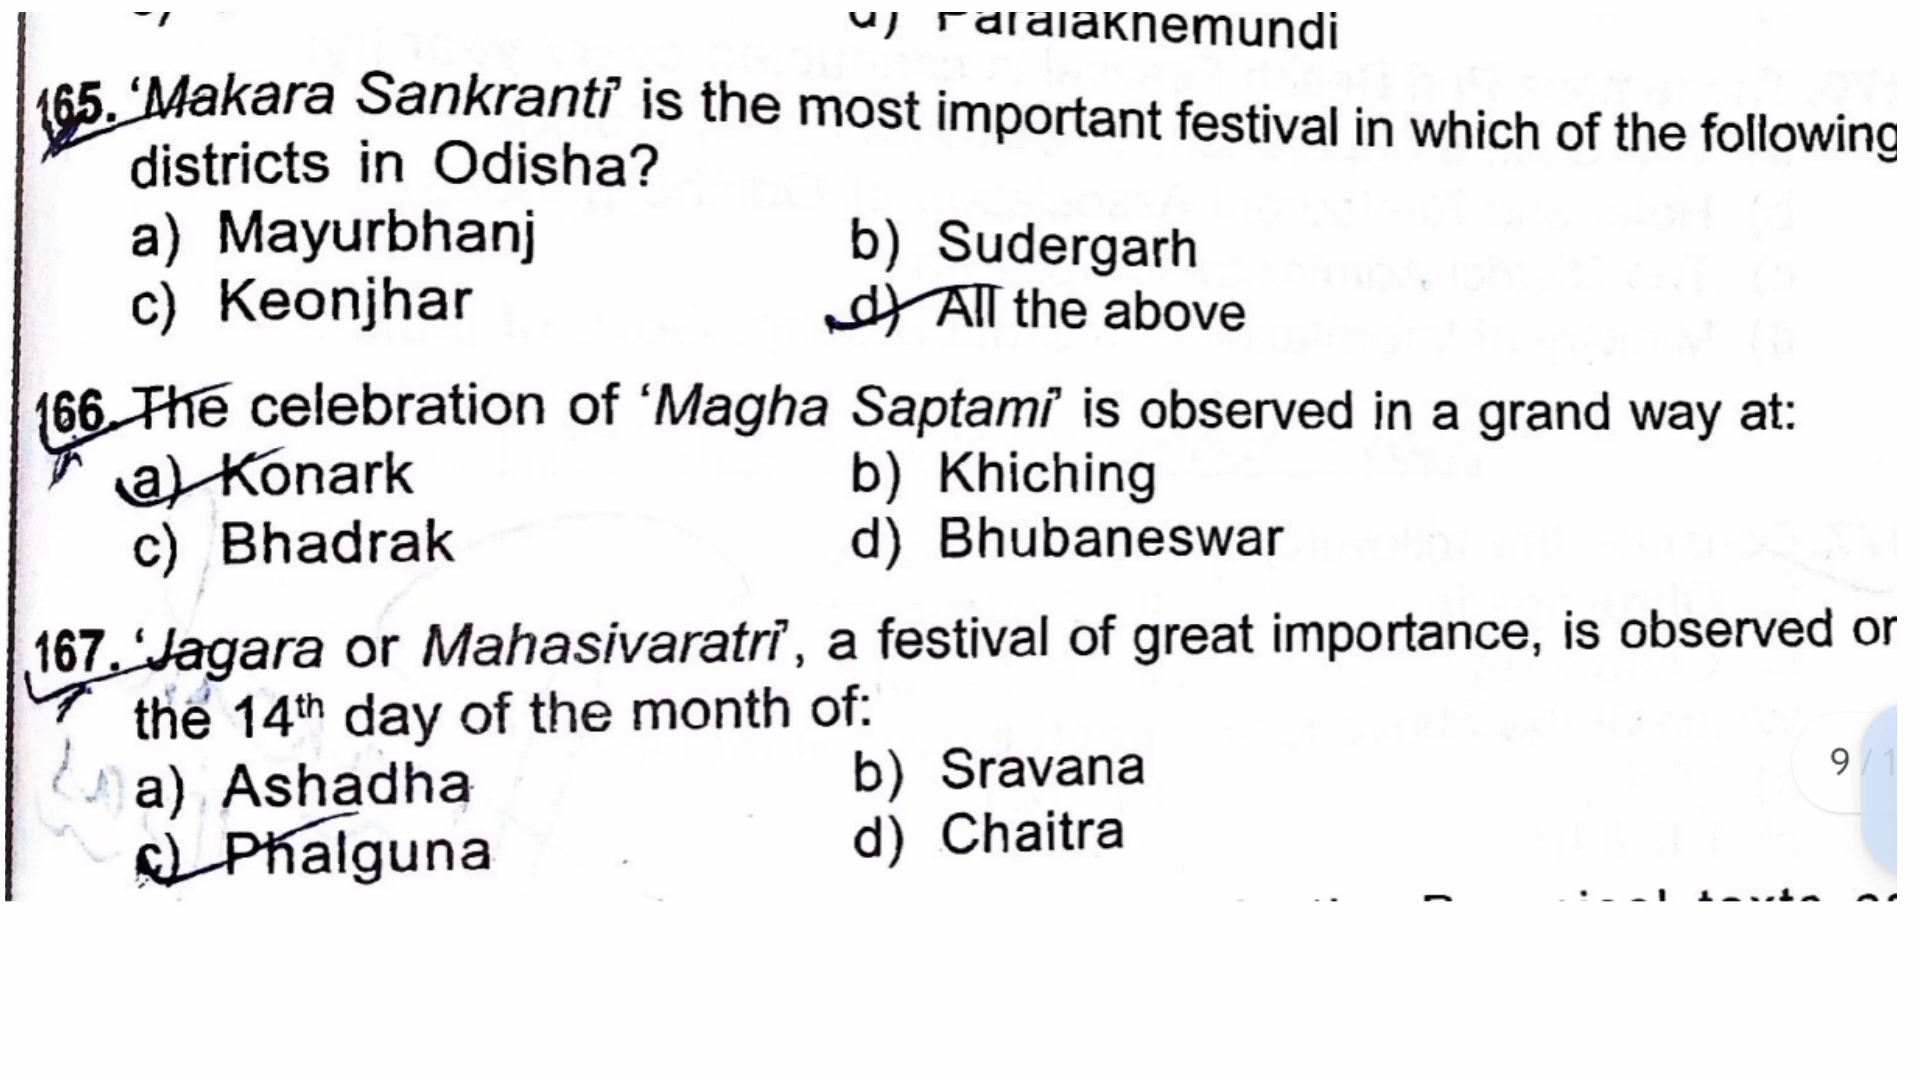 d) Paralakhemundi
165. ‘Makara Sankranti’ is the most important festival in which of the following
districts in Odisha?
a) Mayurbhanj b) Sudergarh
c) Keonjhar d) All the above
166. The celebration of ‘Magha Saptami’ is observed in a grand way at:
a) Konark b) Khiching
c) Bhadrak d) Bhubaneswar
167. ‘Jagara or Mahasivaratri’, a festival of great importance, is observed on
the 14th day of the month of:
a) Ashadha b) Sravana
c) Phalguna d) Chaitra
9 / 1